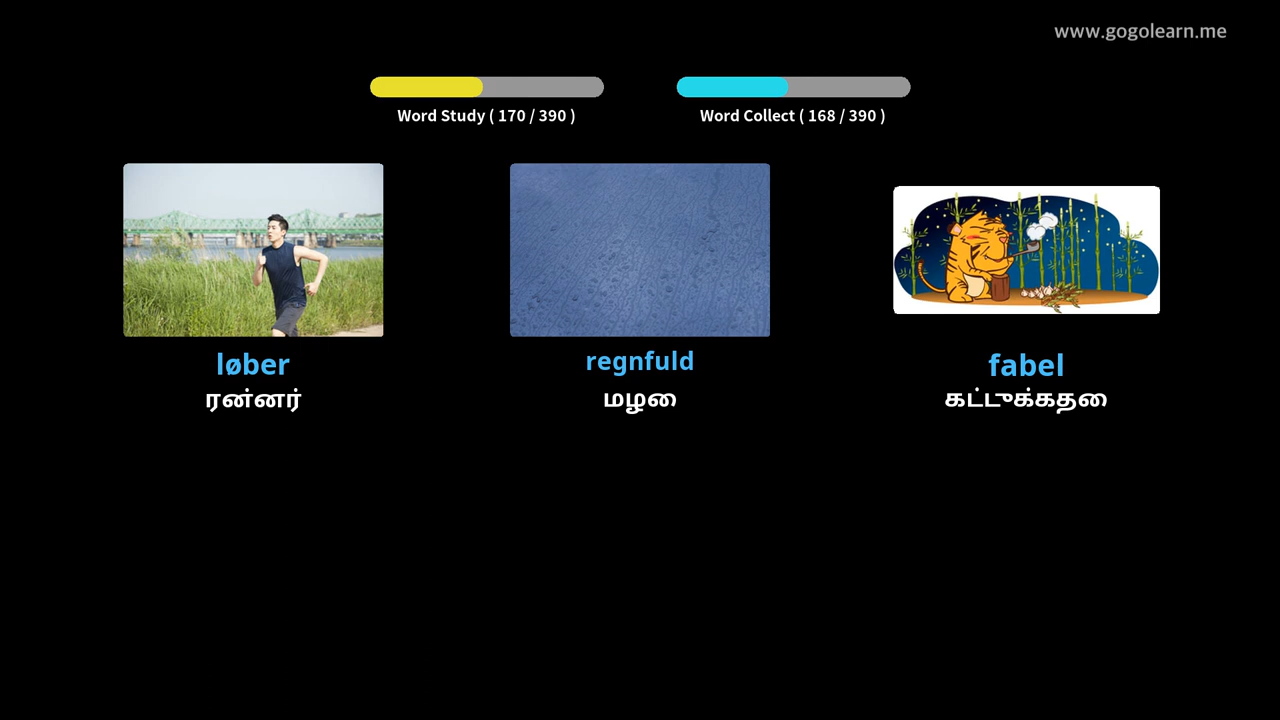 www.gogolearn.me
Word Study ( 170 / 390 )
Word Collect ( 168 / 390 )
løber
ரன்னர்
regnfuld
மழை
fabel
கட்டுக்கதை